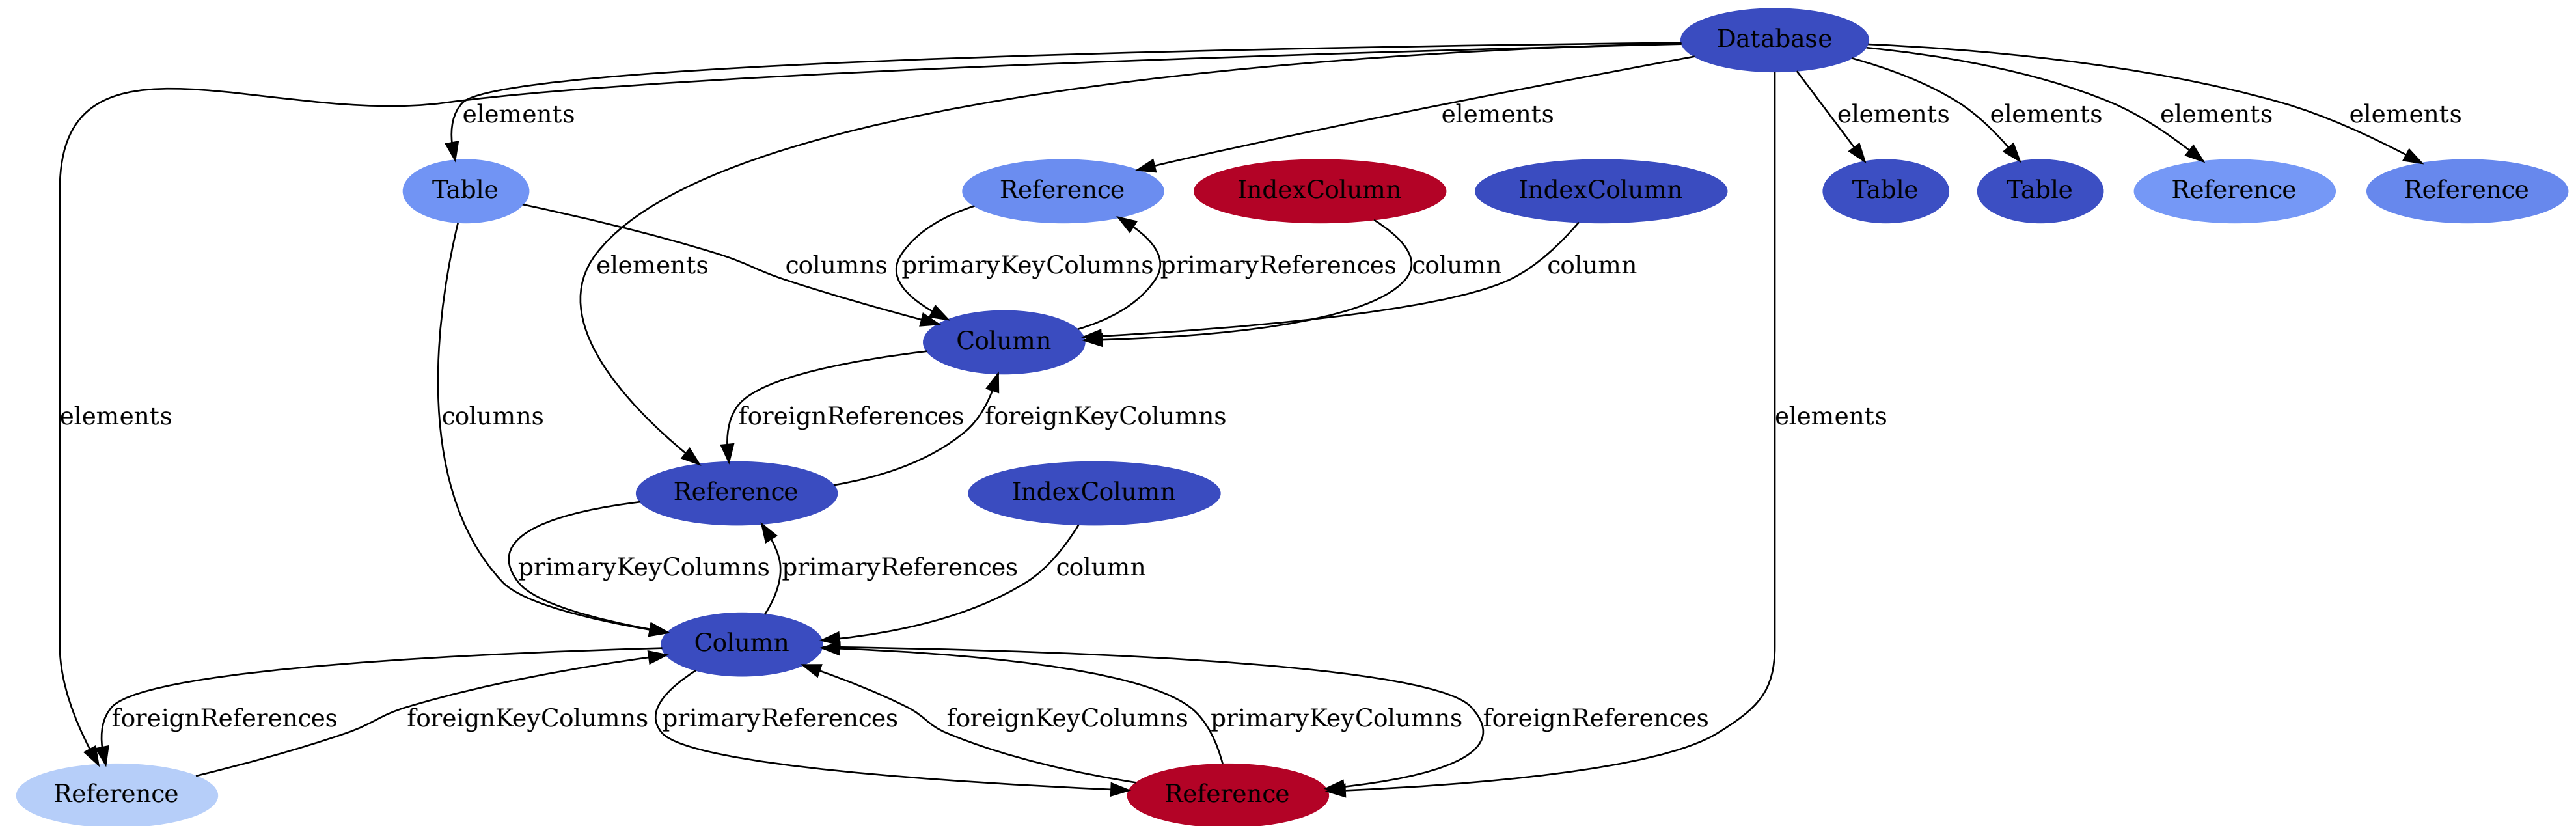 Database
elements
elements
elements
elements
elements
elements
Table
Reference
IndexColumn
IndexColumn
Table
Table
Reference
Reference
elements
columns
primaryKeyColumns
primaryReferences
column
column
Column
elements
columns
foreignReferences
foreignKeyColumns
elements
Reference
IndexColumn
primaryKeyColumns
primaryReferences
column
Column
foreignReferences
foreignKeyColumns
primaryReferences
foreignKeyColumns
primaryKeyColumns
foreignReferences
Reference
Reference